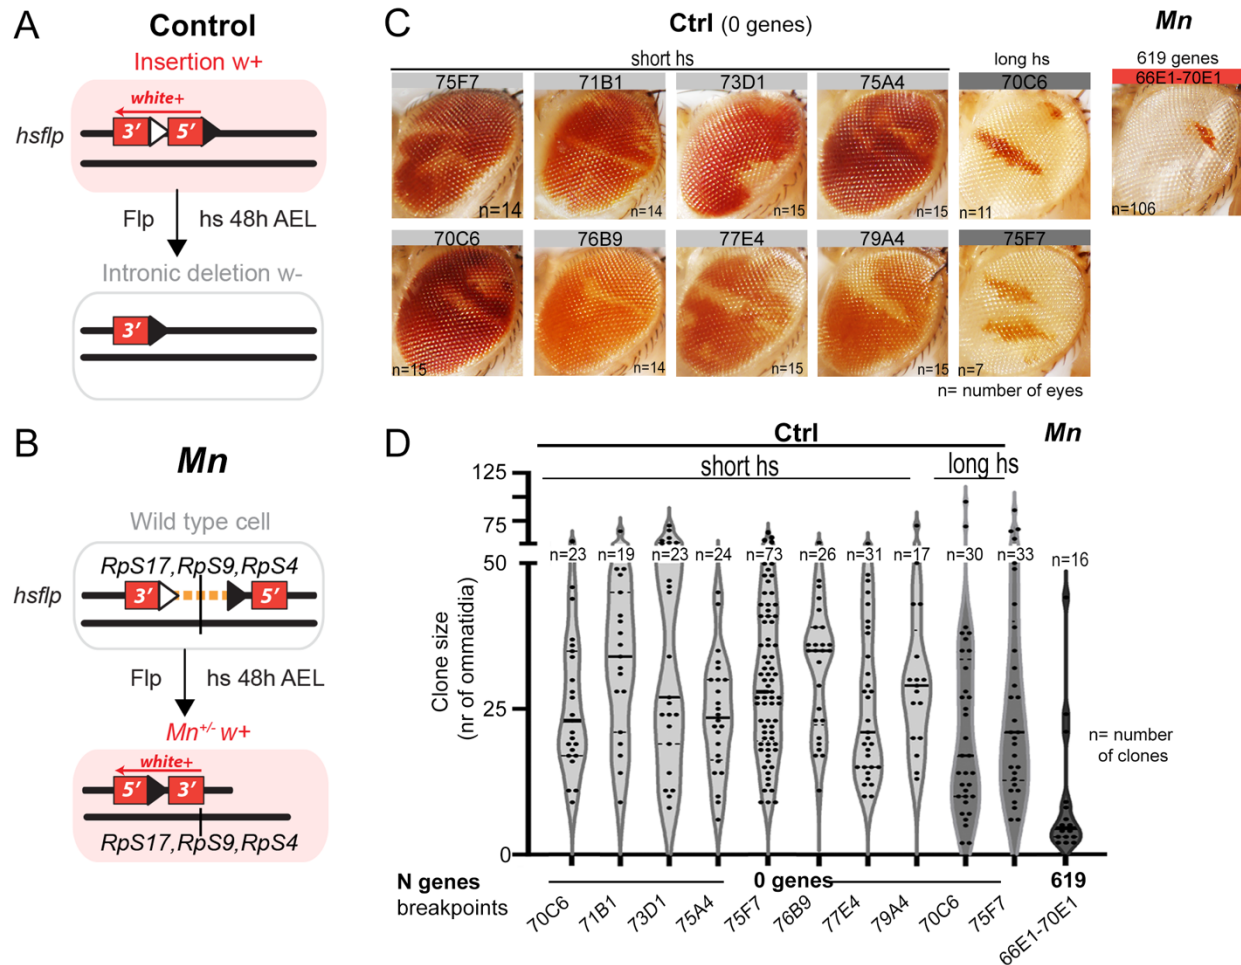 A
Control
Insertion w+
white+
3′ 5′
hsflp
Flp hs 48h AEL
Intronic deletion w-
3′
B
Mn
Wild type cell
RpS17,RpS9,RpS4
3′ 5′
hsflp
Flp hs 48h AEL
Mn+/- w+
white+
5′ 3′
RpS17,RpS9,RpS4
C
Ctrl (0 genes)
Mn
short hs
long hs
619 genes
75F7 71B1 73D1 75A4 70C6 66E1-70E1
n=14 n=14 n=15 n=15 n=11 n=106
70C6 76B9 77E4 79A4 75F7
n=15 n=14 n=15 n=15 n=7
n= number of eyes
D
Ctrl
Mn
short hs
long hs
125
75
50
25
0
Clone size
(nr of ommatidia)
n=23 n=19 n=23 n=24 n=73 n=26 n=31 n=17 n=30 n=33 n=16
n= number
of clones
N genes 0 genes 619
breakpoints
70C6 71B1 73D1 75A4 75F7 76B9 77E4 79A4 70C6 75F7 66E1-70E1